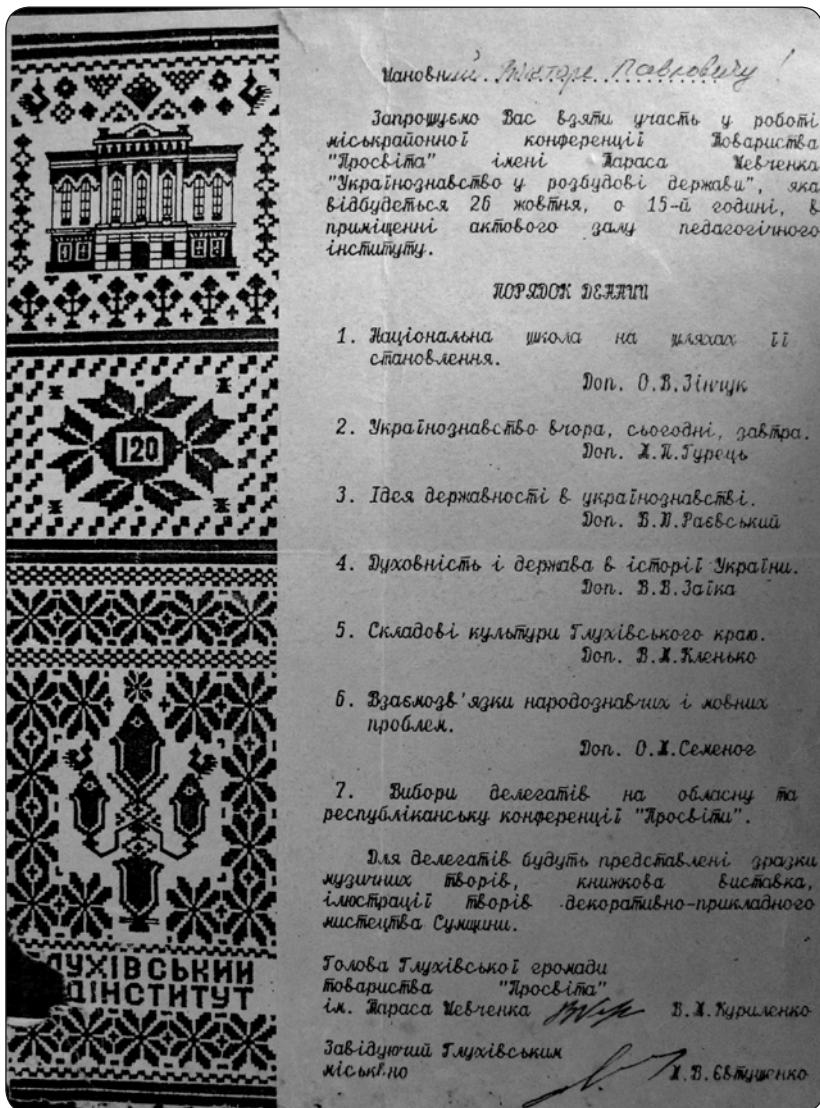 Шановний Вікторе Павловичу!
Запрошуємо Вас взяти участь у роботі
міськрайонної конференції Товариства
"Просвіта" імені Тараса Шевченка
"Українознавство у розбудові держави", яка
відбудеться 26 жовтня, о 15-й годині, в
приміщенні актового залу педагогічного
інституту.
ПОРЯДОК ДЕННИЙ
1. Національна школа на шляхах її
становлення.
Доп. О.В.Зінчук
2. Українознавство вчора, сьогодні, завтра.
Доп. М.П.Гурець
3. Ідея державності в українознавстві.
Доп. В.П.Раєвський
4. Духовність і держава в історії України.
Доп. В.В.Заїка
5. Складові культури Глухівського краю.
Доп. В.М.Кленько
6. Взаємозв'язки народознавчих і мовних
проблем.
Доп. О.М.Семеног
7. Вибори делегатів на обласну та
республіканську конференції "Просвіти".
Для делегатів будуть представлені зразки
музичних творів, книжкова виставка,
ілюстрації творів декоративно-прикладного
мистецтва Сумщини.
Голова Глухівської громади
товариства "Просвіта"
ім. Тараса Шевченка В.М.Куриленко
Завідуючий Глухівським
міськвно М.В.Євтушенко
120
ЛУХІВСЬКИЙ
ДІНСТИТУТ